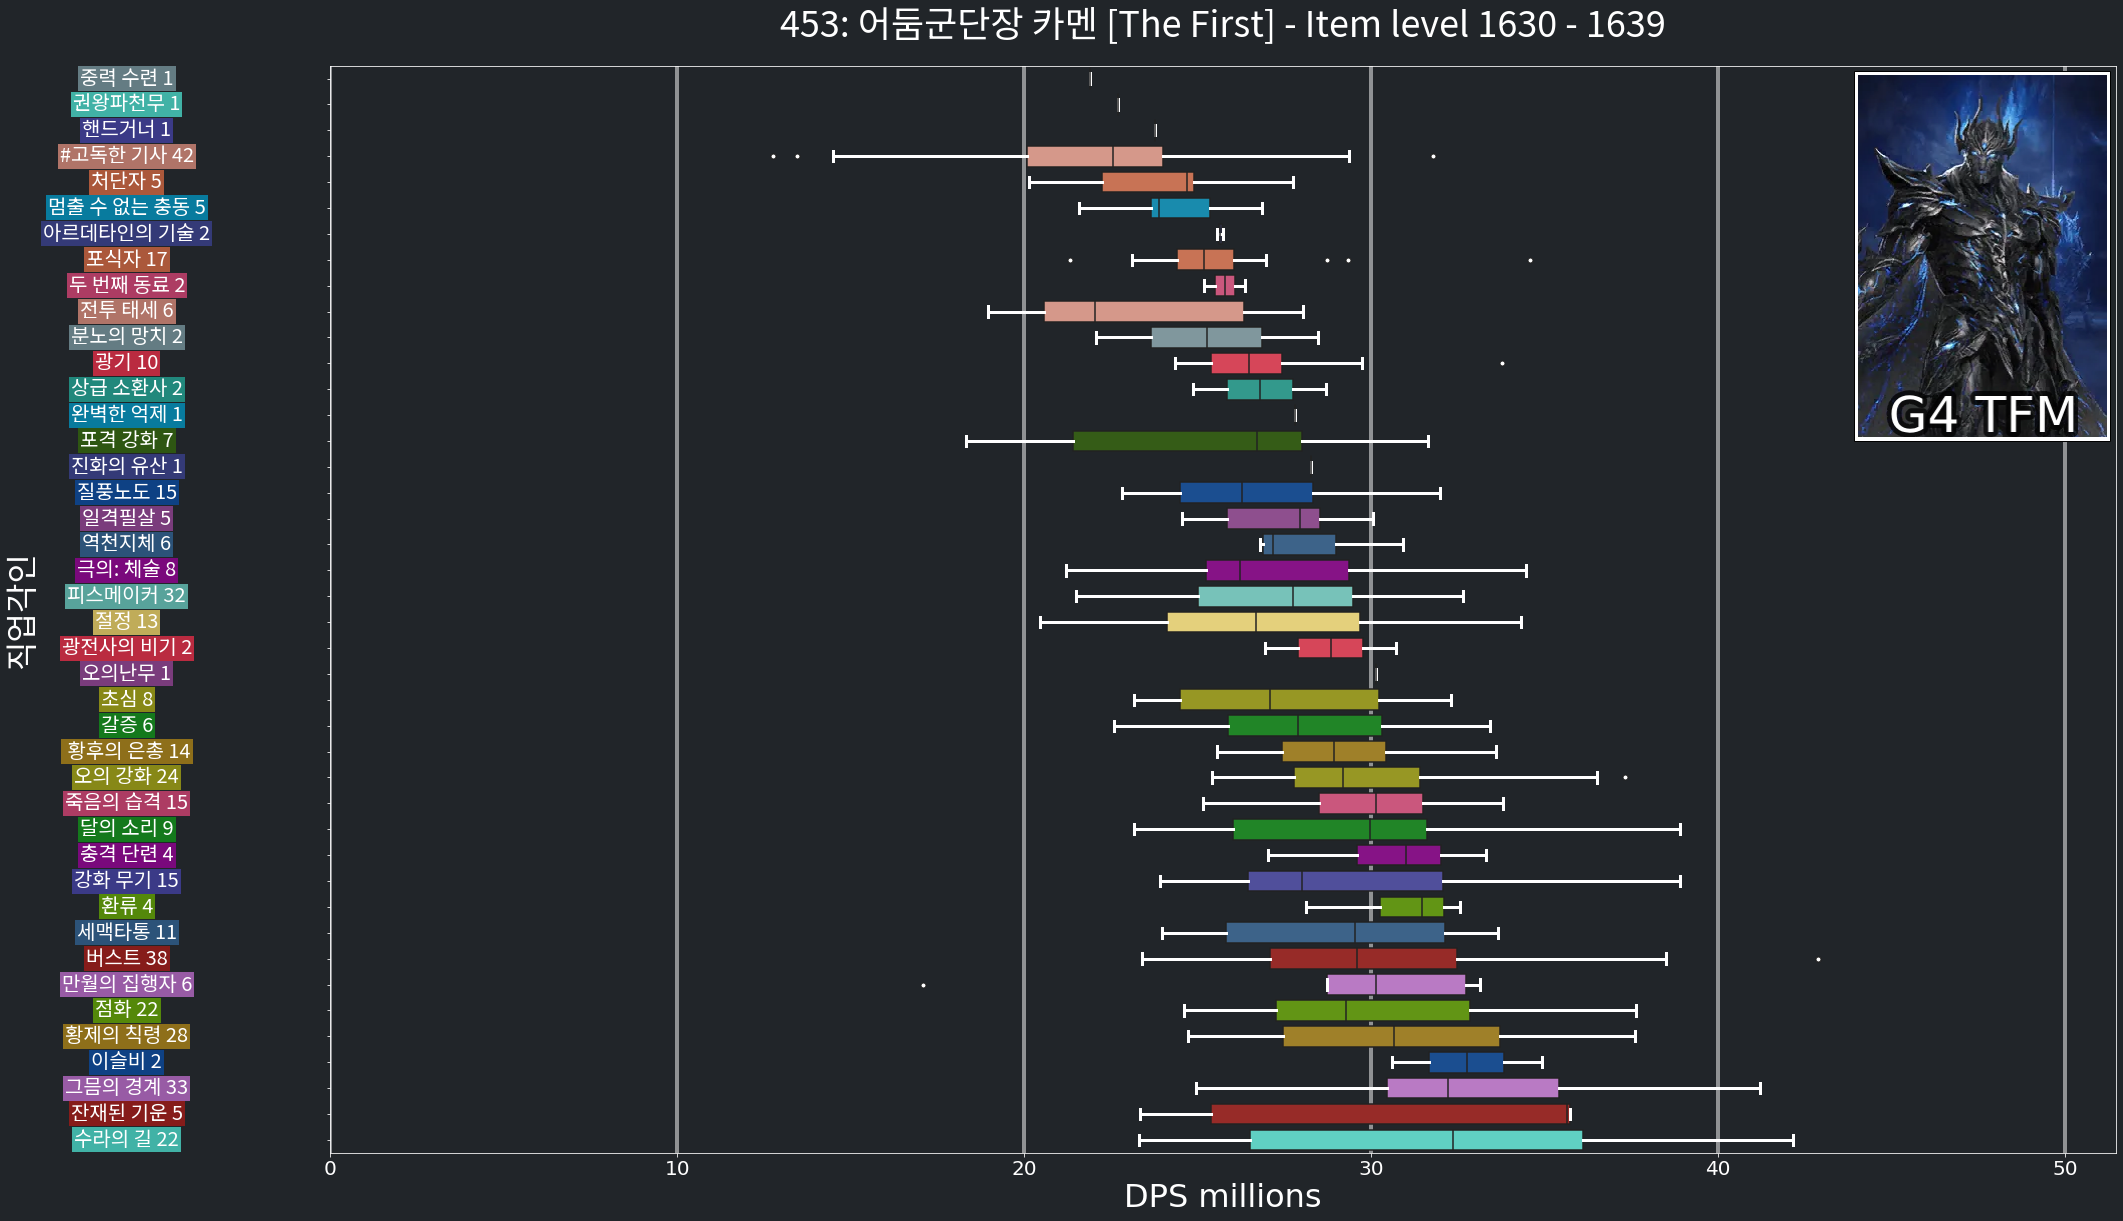 453: 어둠군단장 카멘 [The First] - Item level 1630 - 1639
중력 수련 1
권왕파천무 1
핸드거너 1
#고독한 기사 42
처단자 5
멈출 수 없는 충동 5
아르데타인의 기술 2
포식자 17
두 번째 동료 2
전투 태세 6
분노의 망치 2
광기 10
상급 소환사 2
완벽한 억제 1
포격 강화 7
진화의 유산 1
질풍노도 15
일격필살 5
역천지체 6
극의: 체술 8
피스메이커 32
절정 13
광전사의 비기 2
오의난무 1
초심 8
갈증 6
황후의 은총 14
오의 강화 24
죽음의 습격 15
달의 소리 9
충격 단련 4
강화 무기 15
환류 4
세맥타통 11
버스트 38
만월의 집행자 6
점화 22
황제의 칙령 28
이슬비 2
그믐의 경계 33
잔재된 기운 5
수라의 길 22
직업각인
G4 TFM
0 10 20 30 40 50
DPS millions